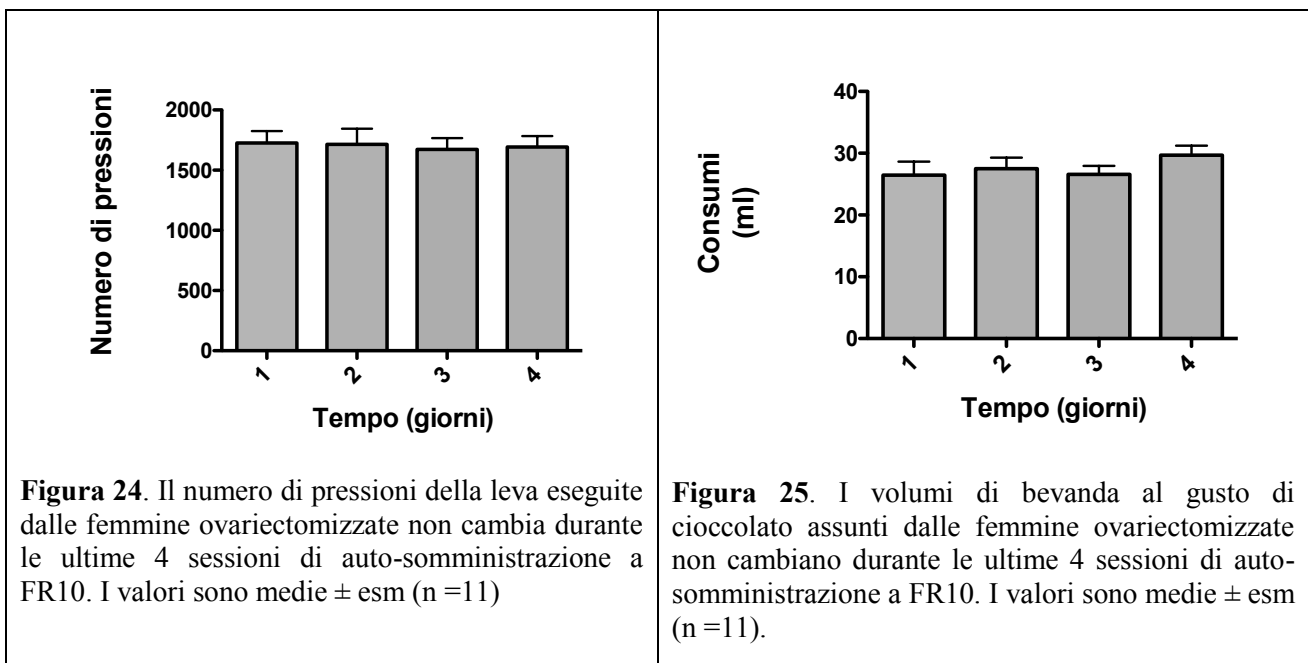 2000
1500
1000
500
0
Numero di pressioni
1
2
3
4
Tempo (giorni)
Figura 24. Il numero di pressioni della leva eseguite
dalle femmine ovariectomizzate non cambia durante
le ultime 4 sessioni di auto-somministrazione a
FR10. I valori sono medie ± esm (n =11)
40
30
20
10
0
Consumi
(ml)
1
2
3
4
Tempo (giorni)
Figura 25. I volumi di bevanda al gusto di
cioccolato assunti dalle femmine ovariectomizzate
non cambiano durante le ultime 4 sessioni di auto-
somministrazione a FR10. I valori sono medie ± esm
(n =11).